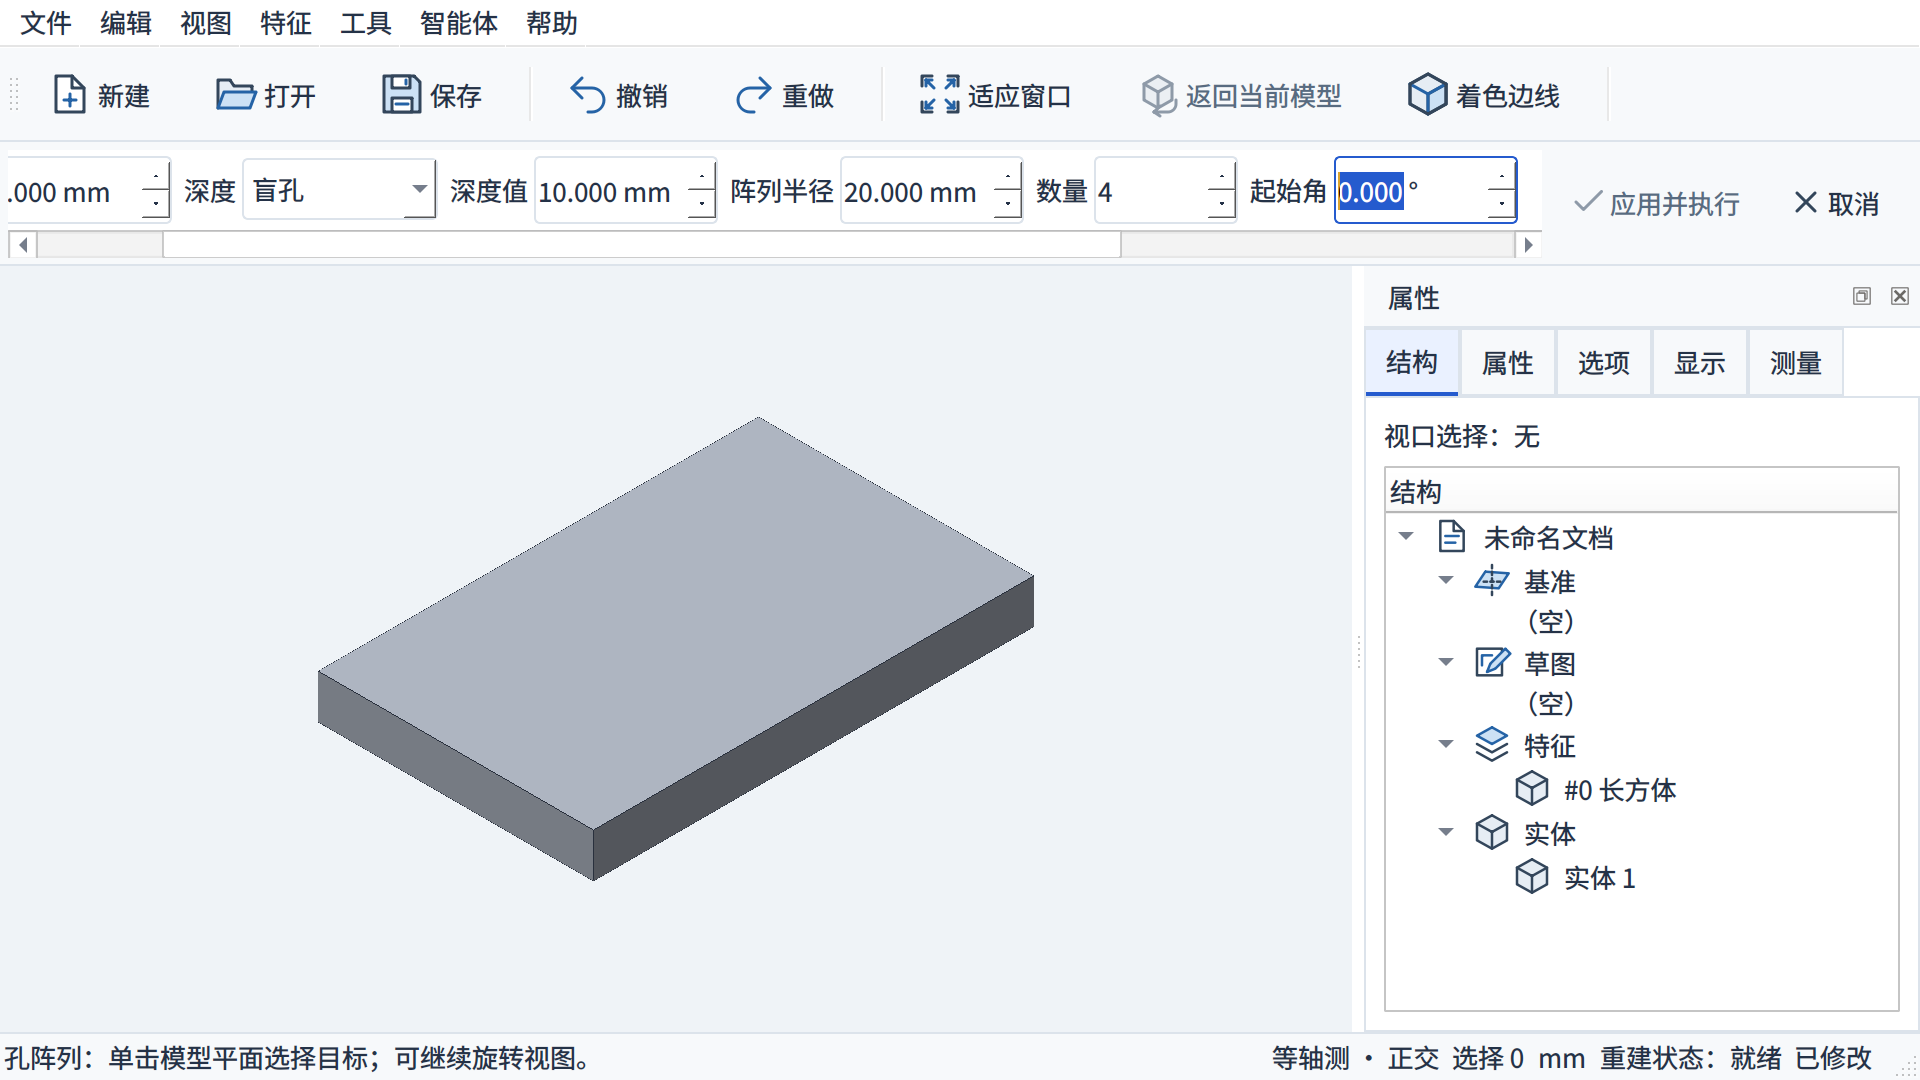 文件 编辑 视图 特征 工具 智能体 帮助
新建 打开 保存 撤销 重做 适应窗口 返回当前模型 着色边线
.000 mm 深度 盲孔 深度值 10.000 mm 阵列半径 20.000 mm 数量 4 起始角 0.000 ° 应用并执行 取消
属性
结构 属性 选项 显示 测量
视口选择：无
结构
未命名文档
基准
（空）
草图
（空）
特征
#0 长方体
实体
实体 1
孔阵列：单击模型平面选择目标；可继续旋转视图。 等轴测 · 正交 选择 0 mm 重建状态：就绪 已修改